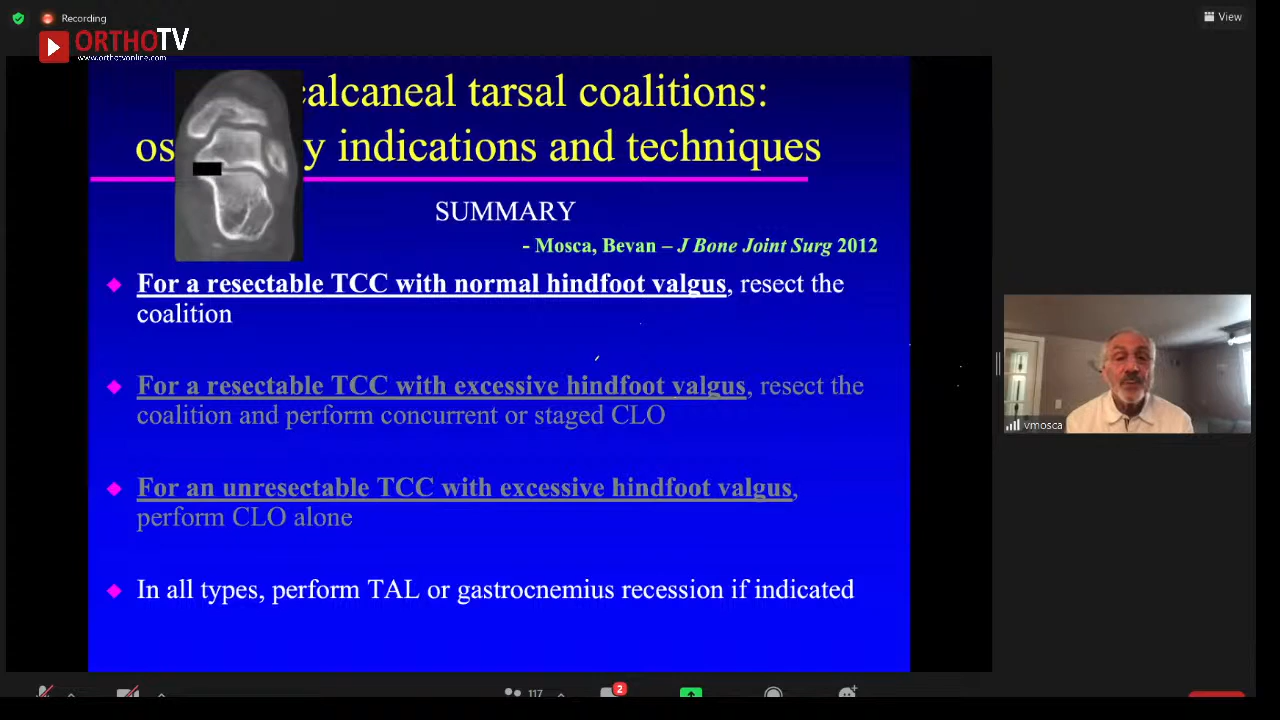 Recording
View
ORTHOTV
www.orthotvonline.com
calcaneal tarsal coalitions:
os y indications and techniques
SUMMARY
- Mosca, Bevan – J Bone Joint Surg 2012
For a resectable TCC with normal hindfoot valgus, resect the
coalition
For a resectable TCC with excessive hindfoot valgus, resect the
coalition and perform concurrent or staged CLO
vmosca
For an unresectable TCC with excessive hindfoot valgus,
perform CLO alone
In all types, perform TAL or gastrocnemius recession if indicated
117
2